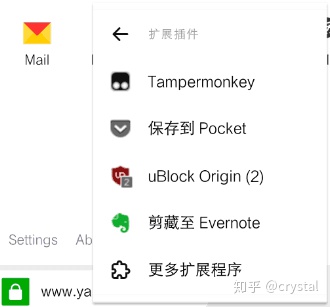 扩展插件
Mail
Tampermonkey
保存到 Pocket
uBlock Origin (2)
剪藏至 Evernote
Settings
Ab
更多扩展程序
www.ya
知乎 @crystal